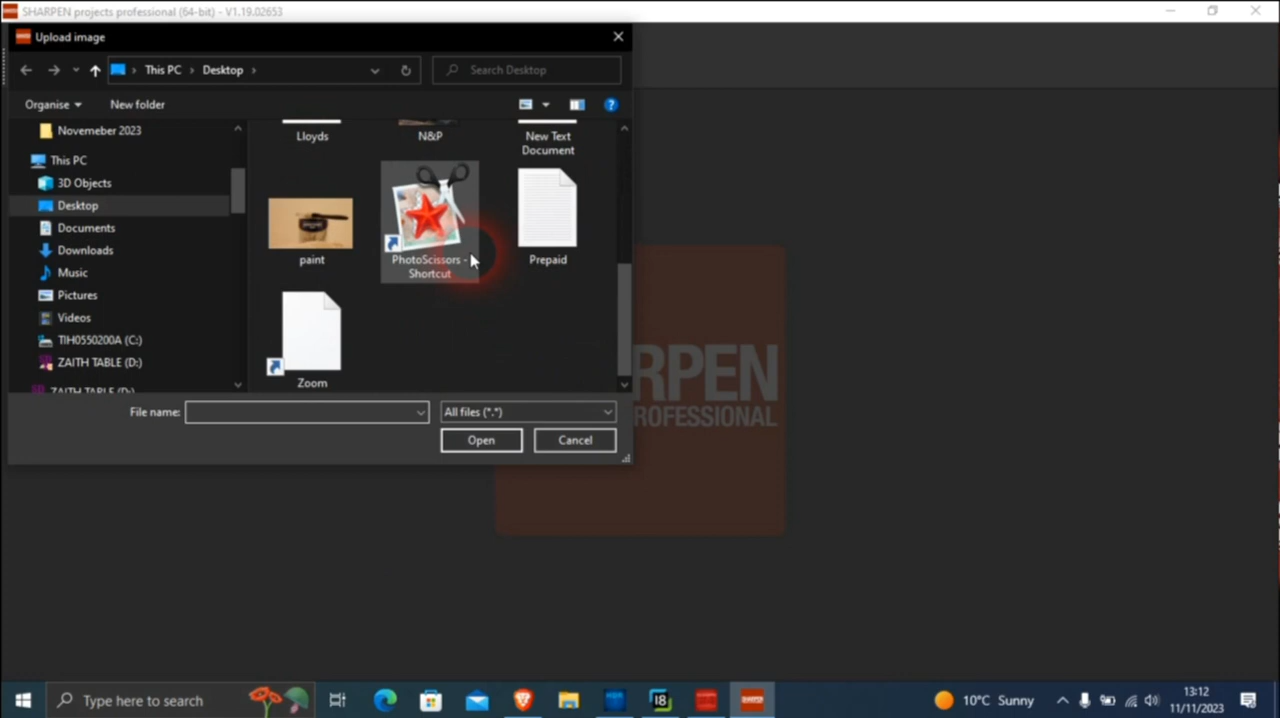 SHARPEN projects professional (64-bit) - V1.19.02653
Upload image
This PC
Desktop
Search Desktop
Organise
New folder
Novemeber 2023
This PC
3D Objects
Desktop
Documents
Downloads
Music
Pictures
Videos
TIH0550200A (C:)
ZAITH TABLE (D:)
ZAITH TABLE (D:)
Lloyds
N&P
New Text
Document
paint
PhotoScissors -
Shortcut
Prepaid
Zoom
File name:
All files (*.*)
Open
Cancel
RPEN
ROFESSIONAL
Type here to search
10°C Sunny
13:12
11/11/2023